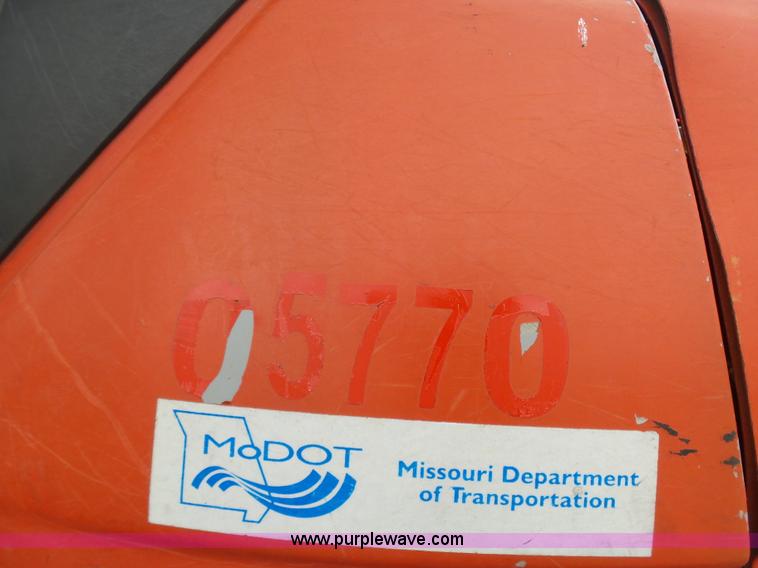 05770
MoDOT
Missouri Department
of Transportation
www.purplewave.com